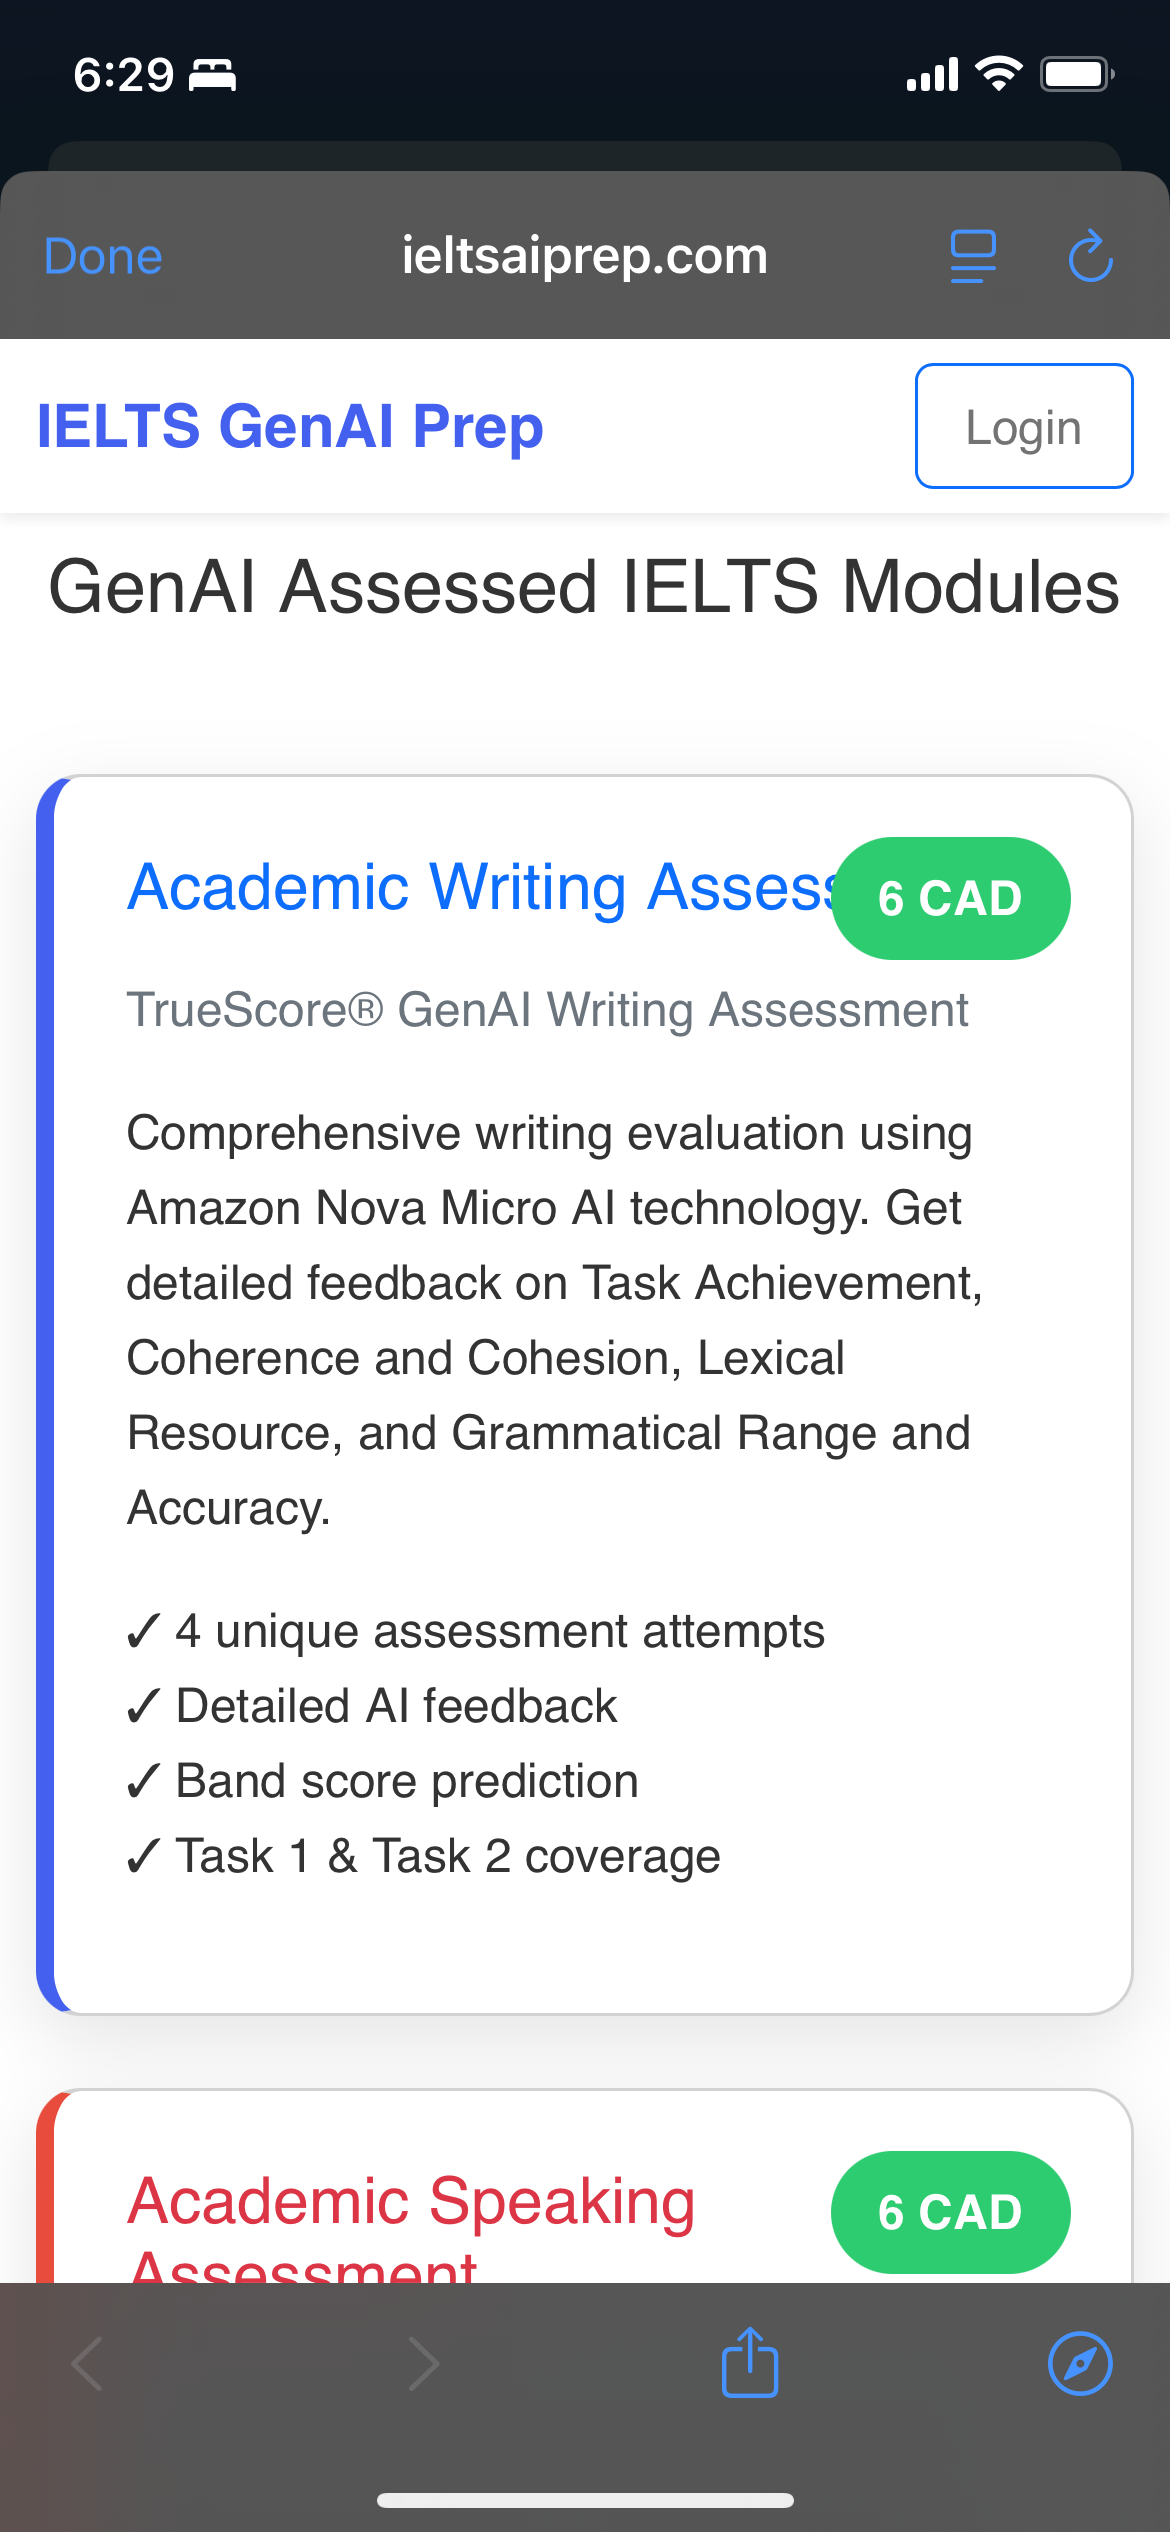 6:29
Done
ieltsaiprep.com
IELTS GenAI Prep
Login
GenAI Assessed IELTS Modules
Academic Writing Assess
6 CAD
TrueScore® GenAI Writing Assessment
Comprehensive writing evaluation using
Amazon Nova Micro AI technology. Get
detailed feedback on Task Achievement,
Coherence and Cohesion, Lexical
Resource, and Grammatical Range and
Accuracy.
✓ 4 unique assessment attempts
✓ Detailed AI feedback
✓ Band score prediction
✓ Task 1 & Task 2 coverage
Academic Speaking
6 CAD
Assessment